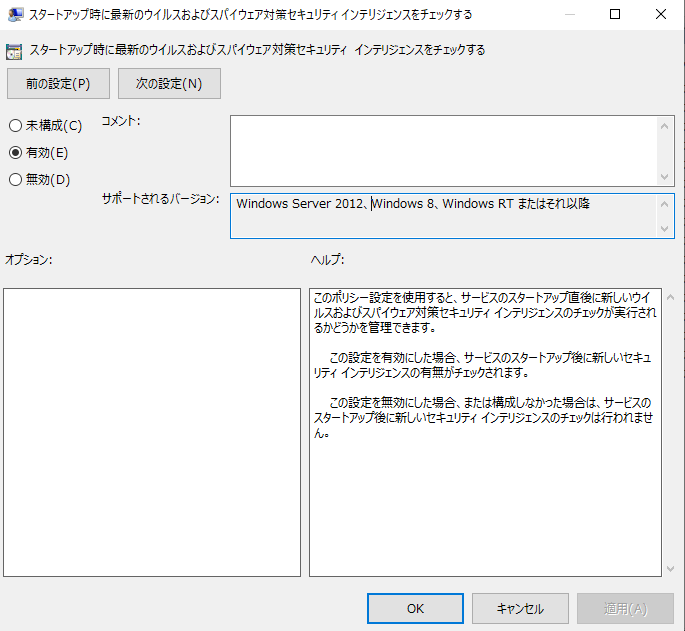 スタートアップ時に最新のウイルスおよびスパイウェア対策セキュリティ インテリジェンスをチェックする
スタートアップ時に最新のウイルスおよびスパイウェア対策セキュリティ インテリジェンスをチェックする
前の設定(P) 次の設定(N)
未構成(C) コメント:
有効(E)
無効(D)
サポートされるバージョン: Windows Server 2012、Windows 8、Windows RT またはそれ以降
オプション: ヘルプ:
このポリシー設定を使用すると、サービスのスタートアップ直後に新しいウイ
ルスおよびスパイウェア対策セキュリティ インテリジェンスのチェックが実行され
るかどうかを管理できます。
この設定を有効にした場合、サービスのスタートアップ後に新しいセキュ
リティ インテリジェンスの有無がチェックされます。
この設定を無効にした場合、または構成しなかった場合は、サービスの
スタートアップ後に新しいセキュリティ インテリジェンスのチェックは行われませ
ん。
OK キャンセル 適用(A)